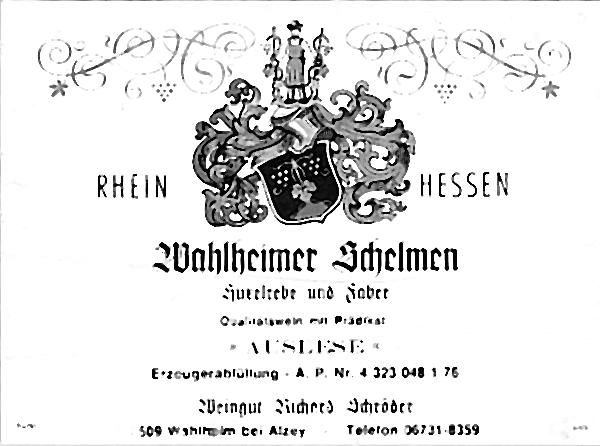 RHEIN HESSEN
Wahlheimer Schelmen
Huxelrebe und Faber
Qualitätswein mit Prädikat
AUSLESE
Erzeugerabfüllung - A. P. Nr. 4 323 048 1 76
Weingut Richard Schröder
509 Wahlheim bei Alzey Telefon 06731-8359